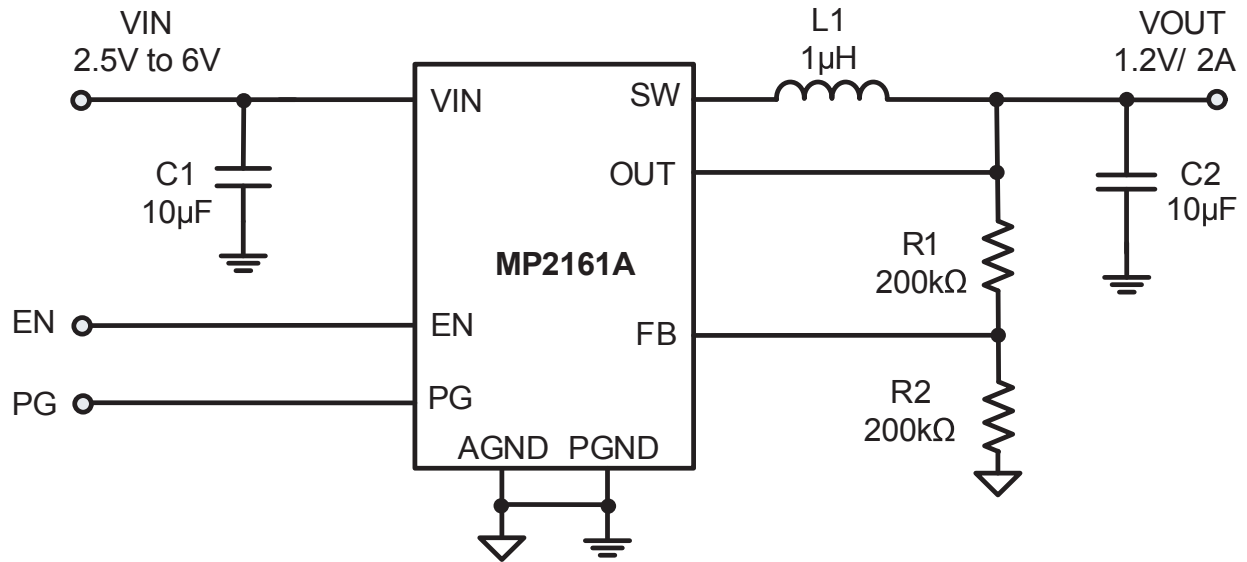 VIN
2.5V to 6V
L1
1µH
VOUT
1.2V/ 2A
VIN
SW
C1
10µF
OUT
C2
10µF
MP2161A
R1
200kΩ
EN
EN
FB
PG
PG
R2
200kΩ
AGND PGND